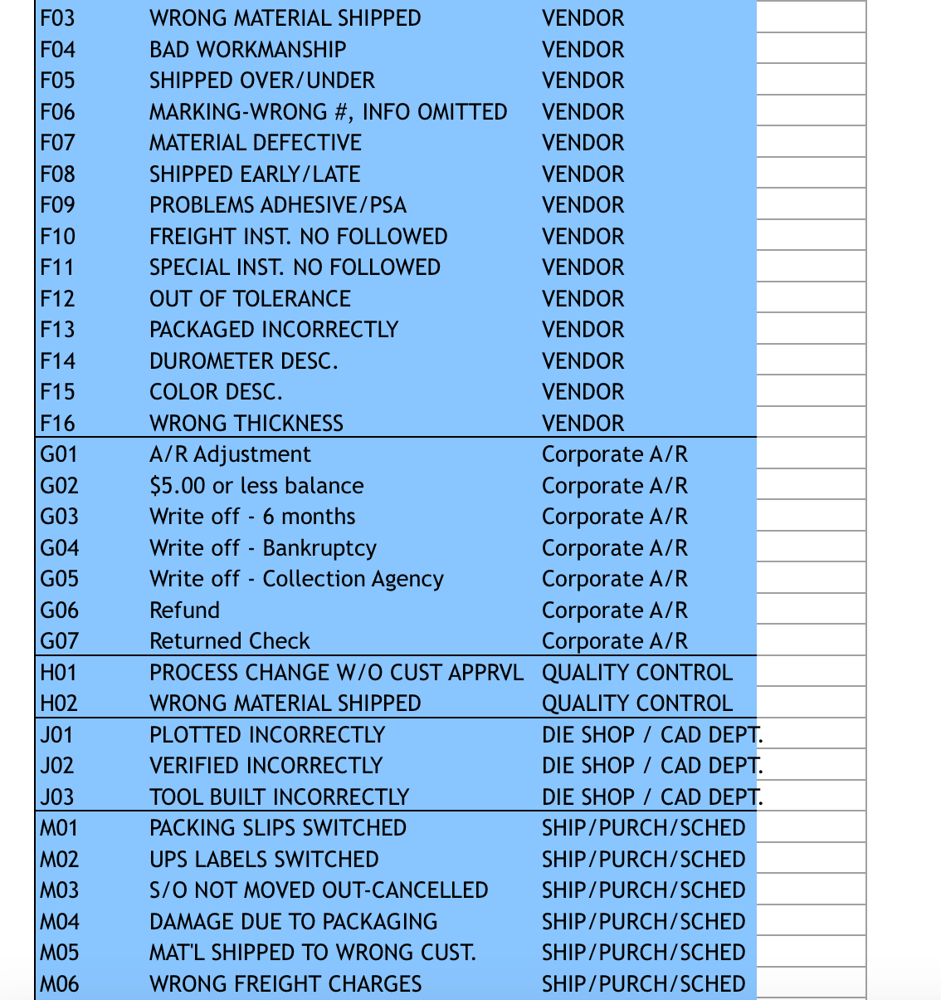 F03 WRONG MATERIAL SHIPPED VENDOR
F04 BAD WORKMANSHIP VENDOR
F05 SHIPPED OVER/UNDER VENDOR
F06 MARKING-WRONG #, INFO OMITTED VENDOR
F07 MATERIAL DEFECTIVE VENDOR
F08 SHIPPED EARLY/LATE VENDOR
F09 PROBLEMS ADHESIVE/PSA VENDOR
F10 FREIGHT INST. NO FOLLOWED VENDOR
F11 SPECIAL INST. NO FOLLOWED VENDOR
F12 OUT OF TOLERANCE VENDOR
F13 PACKAGED INCORRECTLY VENDOR
F14 DUROMETER DESC. VENDOR
F15 COLOR DESC. VENDOR
F16 WRONG THICKNESS VENDOR
G01 A/R Adjustment Corporate A/R
G02 $5.00 or less balance Corporate A/R
G03 Write off - 6 months Corporate A/R
G04 Write off - Bankruptcy Corporate A/R
G05 Write off - Collection Agency Corporate A/R
G06 Refund Corporate A/R
G07 Returned Check Corporate A/R
H01 PROCESS CHANGE W/O CUST APPRVL QUALITY CONTROL
H02 WRONG MATERIAL SHIPPED QUALITY CONTROL
J01 PLOTTED INCORRECTLY DIE SHOP / CAD DEPT.
J02 VERIFIED INCORRECTLY DIE SHOP / CAD DEPT.
J03 TOOL BUILT INCORRECTLY DIE SHOP / CAD DEPT.
M01 PACKING SLIPS SWITCHED SHIP/PURCH/SCHED
M02 UPS LABELS SWITCHED SHIP/PURCH/SCHED
M03 S/O NOT MOVED OUT-CANCELLED SHIP/PURCH/SCHED
M04 DAMAGE DUE TO PACKAGING SHIP/PURCH/SCHED
M05 MAT'L SHIPPED TO WRONG CUST. SHIP/PURCH/SCHED
M06 WRONG FREIGHT CHARGES SHIP/PURCH/SCHED